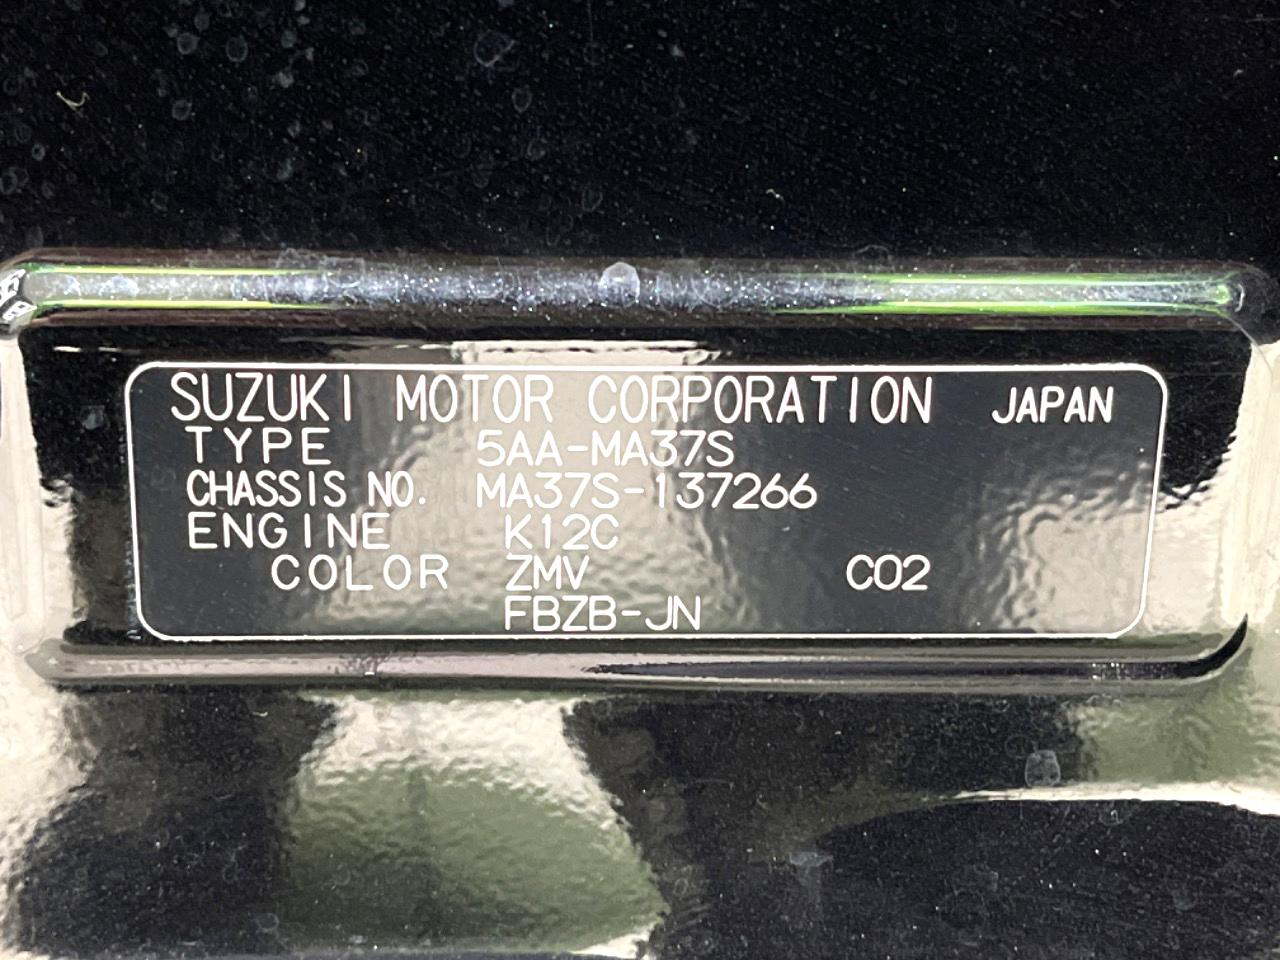 SUZUKI MOTOR CORPORATION JAPAN
TYPE 5AA-MA37S
CHASSIS NO. MA37S-137266
ENGINE K12C
COLOR ZMV C02
FBZB-JN